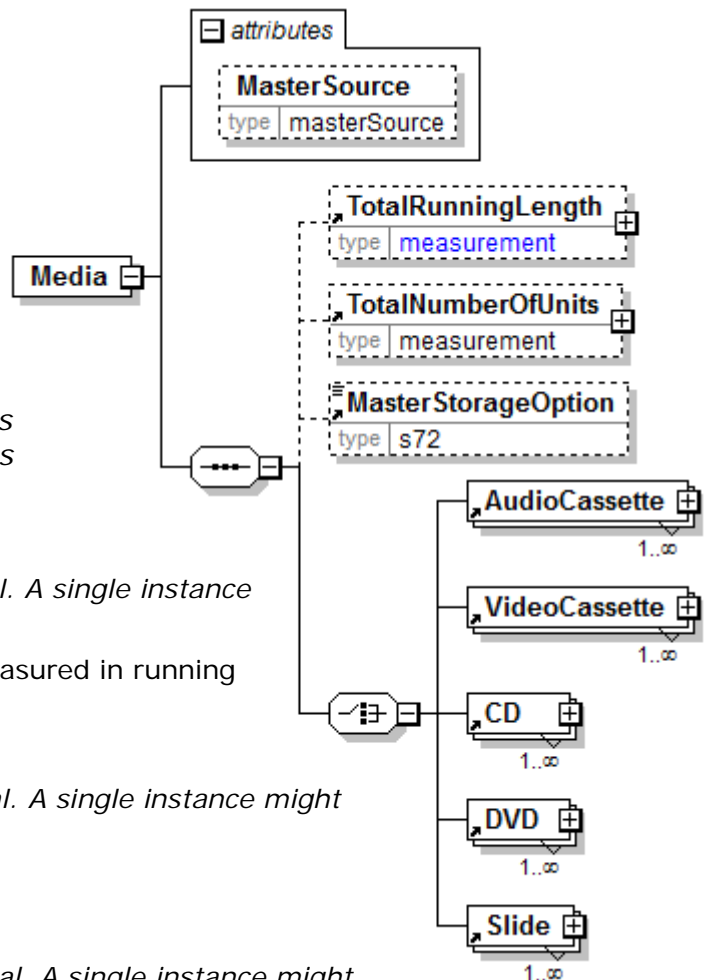 attributes
MasterSource
type masterSource
TotalRunningLength
type measurement
Media
TotalNumberOfUnits
type measurement
MasterStorageOption
type s72
s
s
AudioCassette
1..∞
l. A single instance
VideoCassette
1..∞
asured in running
CD
1..∞
al. A single instance might
DVD
1..∞
Slide
1..∞
al. A single instance might